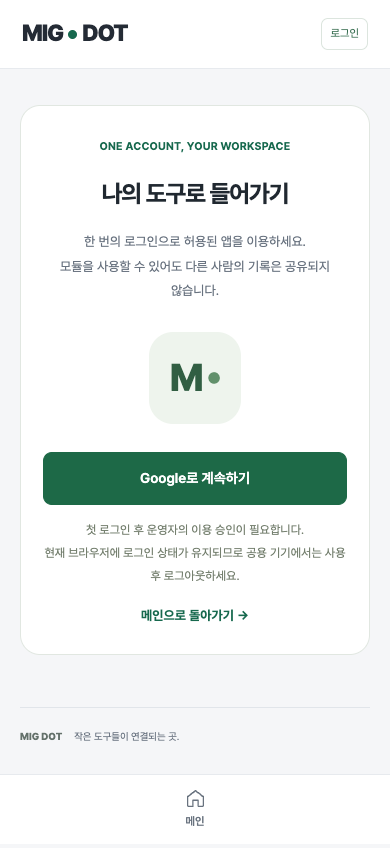 MIG DOT
로그인
ONE ACCOUNT, YOUR WORKSPACE
나의 도구로 들어가기
한 번의 로그인으로 허용된 앱을 이용하세요.
모듈을 사용할 수 있어도 다른 사람의 기록은 공유되지
않습니다.
M
Google로 계속하기
첫 로그인 후 운영자의 이용 승인이 필요합니다.
현재 브라우저에 로그인 상태가 유지되므로 공용 기기에서는 사용
후 로그아웃하세요.
메인으로 돌아가기 →
MIG DOT 작은 도구들이 연결되는 곳.
메인